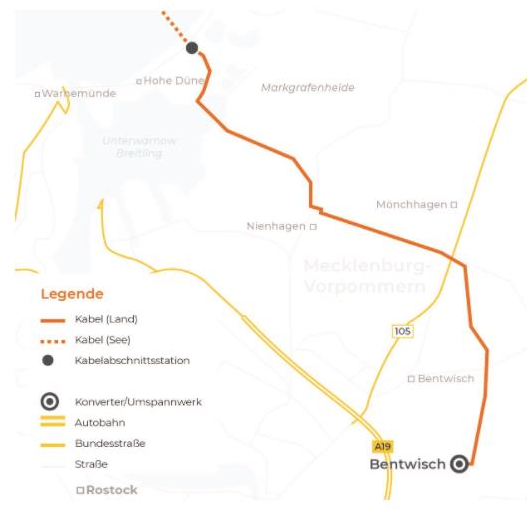 Hohe Düne
Warnemünde
Markgrafenheide
Unterwarnow
Breitling
Mönchhagen
Nienhagen
Mecklenburg-
Vorpommern
Legende
Kabel (Land)
Kabel (See)
Kabelabschnittsstation
Konverter/Umspannwerk
Autobahn
Bundesstraße
Straße
Rostock
105
Bentwisch
A19
Bentwisch